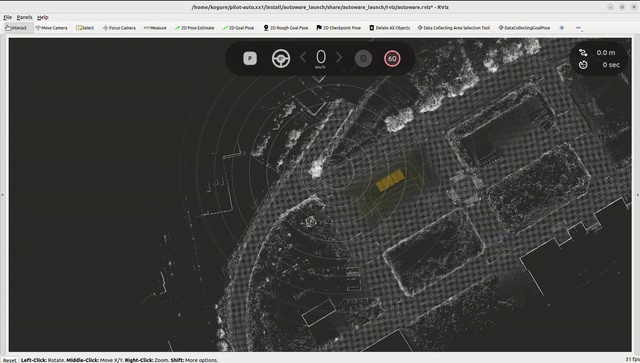 /home/kogure/pilot-auto.xx1/install/autoware_launch/share/autoware_launch/rviz/autoware.rviz* - RViz
File Panels Help
Interact Move Camera Select Focus Camera Measure 2D Pose Estimate 2D Goal Pose 2D Rough Goal Pose 2D Checkpoint Pose Delete All Objects Data Collecting Area Selection Tool DataCollectingGoalPose
P 0 60
km/h
0.0 m
0 sec
Reset Left-Click: Rotate. Middle-Click: Move X/Y. Right-Click: Zoom. Shift: More options. 31 fps